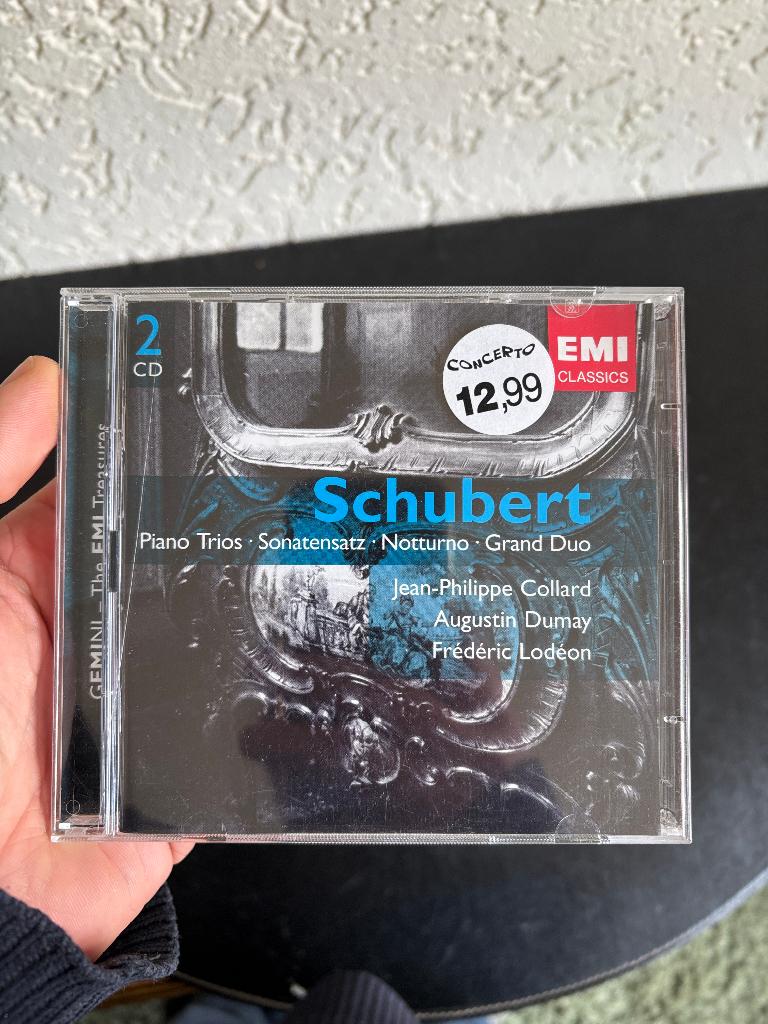 2
CD
CONCERTO
12,99
EMI
CLASSICS
GEMINI – The EMI Treasures
Schubert
Piano Trios · Sonatensatz · Notturno · Grand Duo
Jean-Philippe Collard
Augustin Dumay
Frédéric Lodéon